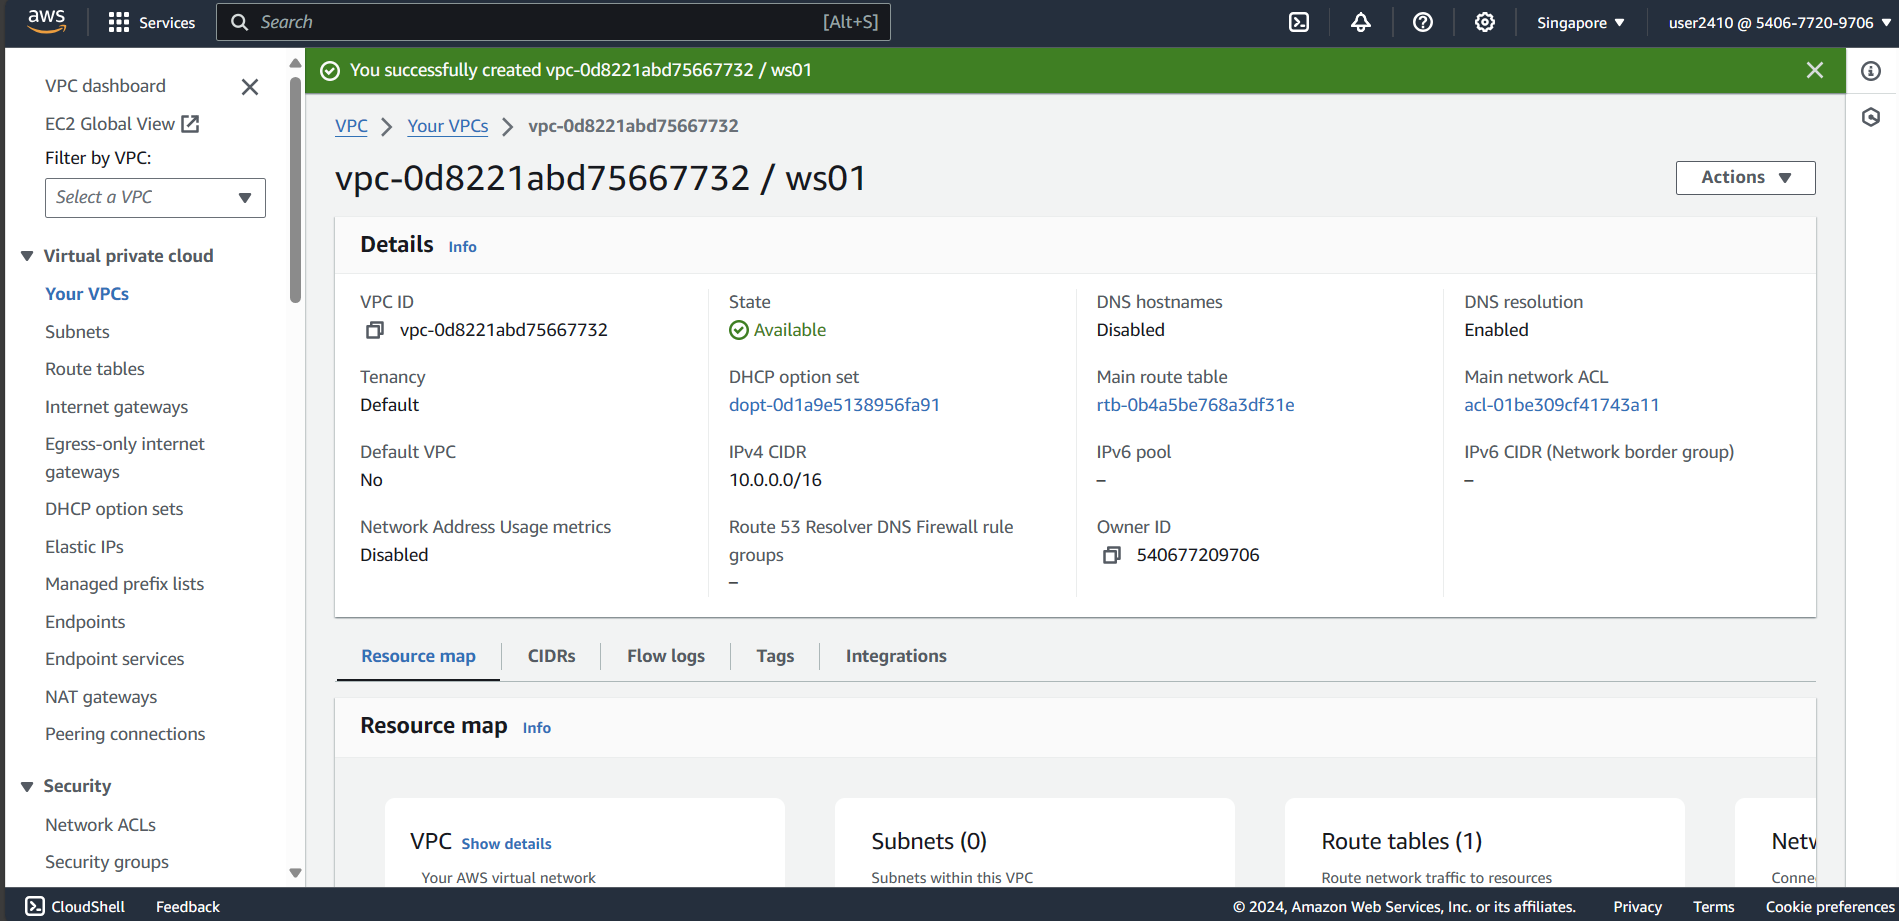 aws
Services
Search
[Alt+S]
Singapore
user2410 @ 5406-7720-9706
VPC dashboard
EC2 Global View
Filter by VPC:
Select a VPC
Virtual private cloud
Your VPCs
Subnets
Route tables
Internet gateways
Egress-only internet
gateways
DHCP option sets
Elastic IPs
Managed prefix lists
Endpoints
Endpoint services
NAT gateways
Peering connections
Security
Network ACLs
Security groups
You successfully created vpc-0d8221abd75667732 / ws01
VPC
Your VPCs
vpc-0d8221abd75667732
vpc-0d8221abd75667732 / ws01
Actions
Details Info
VPC ID
vpc-0d8221abd75667732
State
Available
DNS hostnames
Disabled
DNS resolution
Enabled
Tenancy
Default
DHCP option set
dopt-0d1a9e5138956fa91
Main route table
rtb-0b4a5be768a3df31e
Main network ACL
acl-01be309cf41743a11
Default VPC
No
IPv4 CIDR
10.0.0.0/16
IPv6 pool
–
IPv6 CIDR (Network border group)
–
Network Address Usage metrics
Disabled
Route 53 Resolver DNS Firewall rule
groups
–
Owner ID
540677209706
Resource map
CIDRs
Flow logs
Tags
Integrations
Resource map Info
VPC Show details
Your AWS virtual network
Subnets (0)
Subnets within this VPC
Route tables (1)
Route network traffic to resources
Netw
Conne
CloudShell
Feedback
© 2024, Amazon Web Services, Inc. or its affiliates.
Privacy
Terms
Cookie preferences